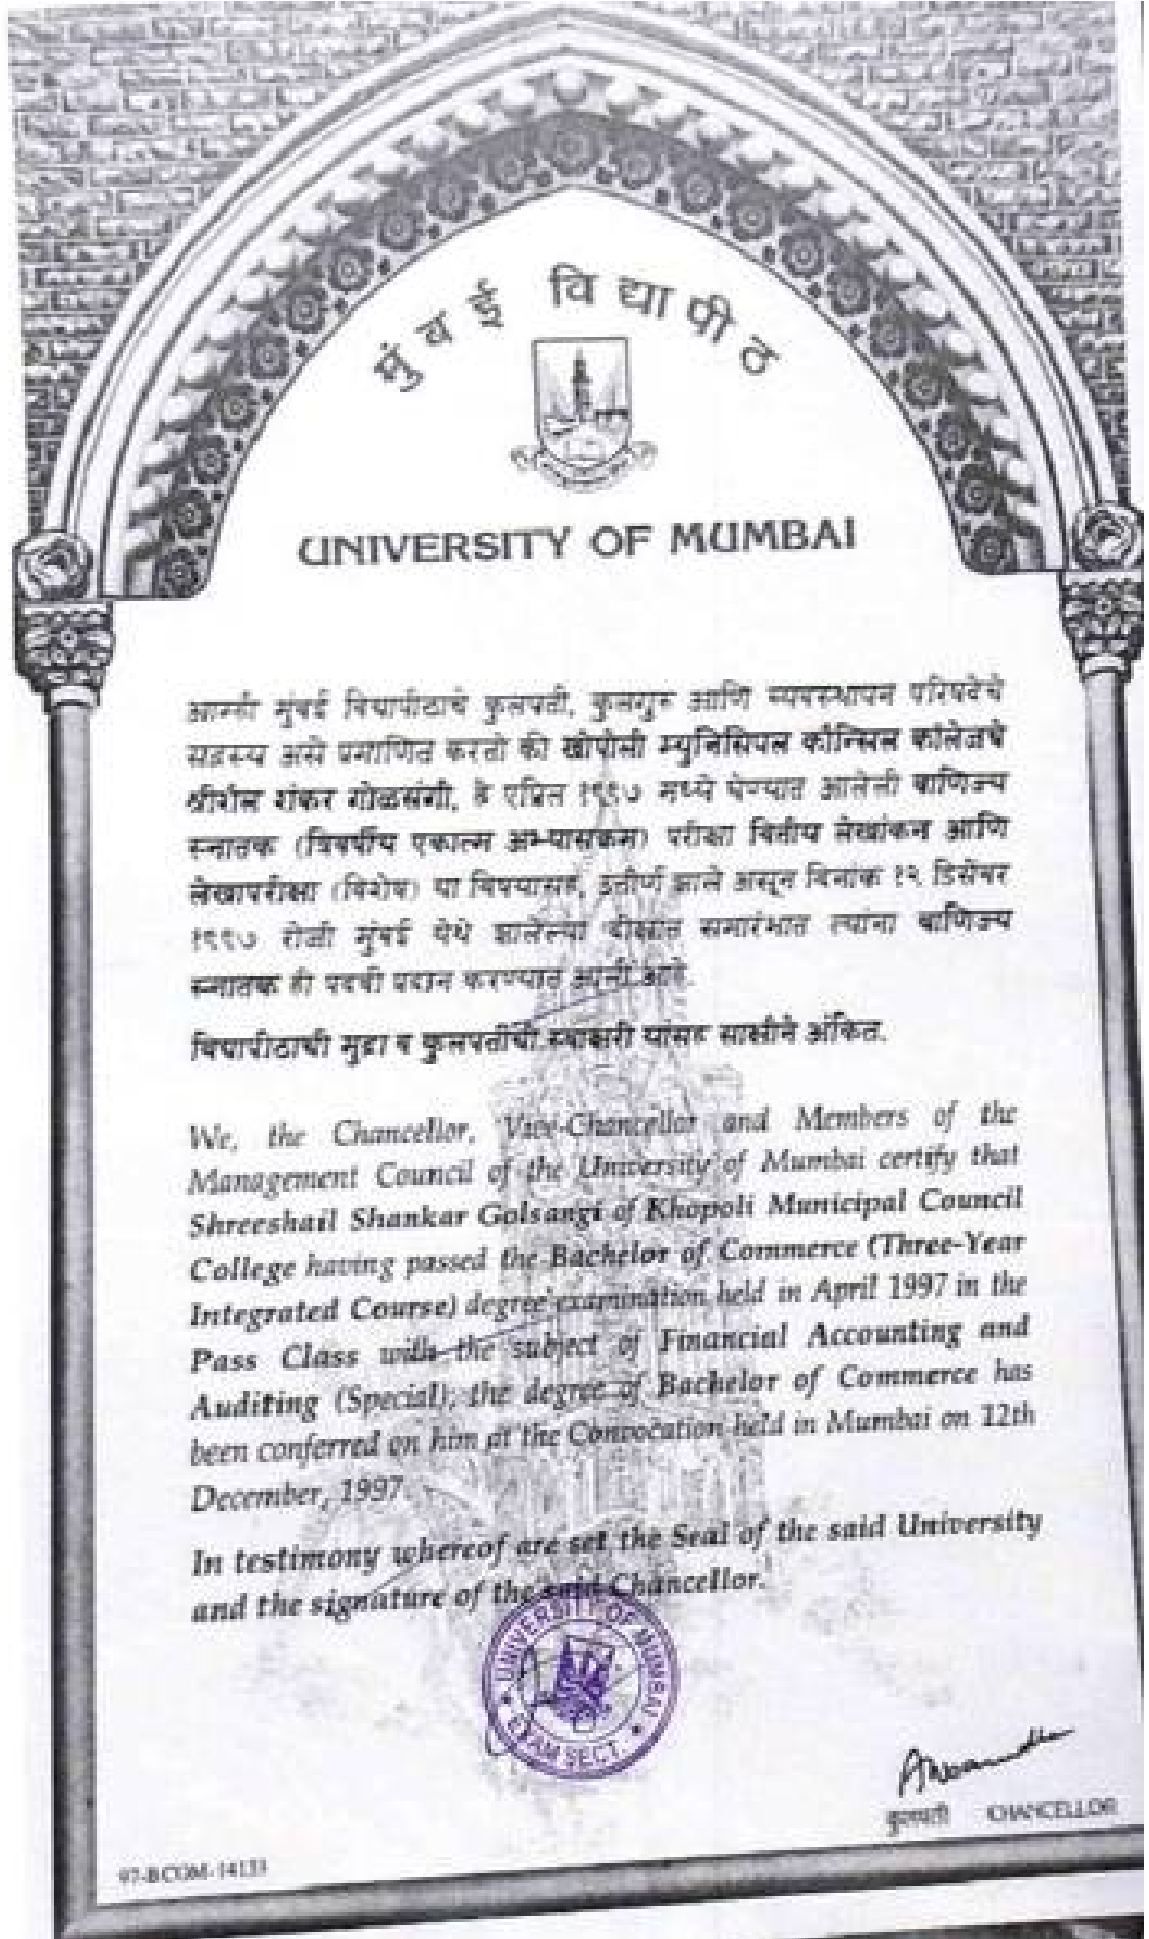 मुंबई विद्यापीठ
UNIVERSITY OF MUMBAI
आम्ही मुंबई विद्यापीठाचे कुलपती, कुलगुरु आणि व्यवस्थापन परिषदेचे
सदस्य असे प्रमाणित करतो की खोपोली म्युनिसिपल कौन्सिल कॉलेजचे
श्रीशैल शंकर गोळसंगी, हे एप्रिल १९९७ मध्ये घेण्यात आलेली वाणिज्य
स्नातक (त्रिवर्षीय एकात्म अभ्यासक्रम) परीक्षा वित्तीय लेखांकन आणि
लेखापरीक्षा (विशेष) या विषयासह, उत्तीर्ण झाले असून दिनांक १२ डिसेंबर
१९९७ रोजी मुंबई येथे झालेल्या दीक्षांत समारंभात त्यांना वाणिज्य
स्नातक ही पदवी प्रदान करण्यात आली आहे.
विद्यापीठाची मुद्रा व कुलपतींची स्वाक्षरी यांसह साक्षीने अंकित.
We, the Chancellor, Vice-Chancellor and Members of the
Management Council of the University of Mumbai certify that
Shreeshail Shankar Golsangi of Khopoli Municipal Council
College having passed the Bachelor of Commerce (Three-Year
Integrated Course) degree examination held in April 1997 in the
Pass Class with the subject of Financial Accounting and
Auditing (Special), the degree of Bachelor of Commerce has
been conferred on him at the Convocation held in Mumbai on 12th
December, 1997.
In testimony whereof are set the Seal of the said University
and the signature of the said Chancellor.
UNIVERSITY OF MUMBAI
EXAM SECT.
कुलपती CHANCELLOR
97-BCOM-14133